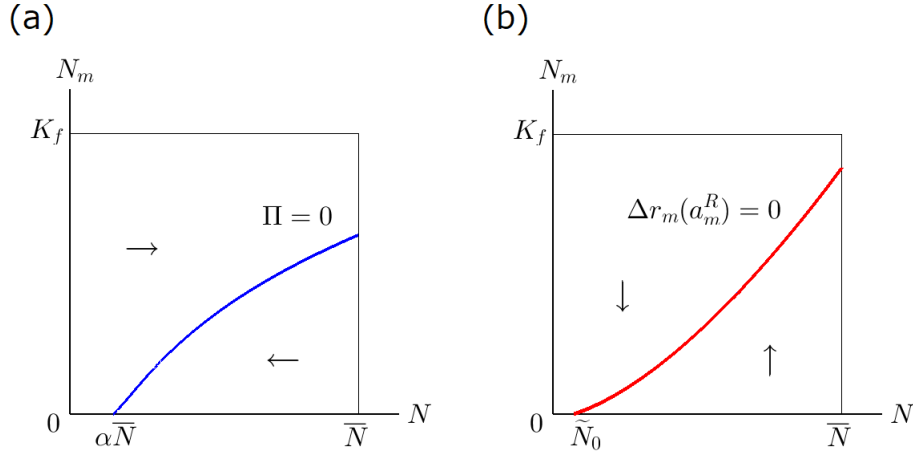 (a)
N_m
K_f
Π = 0
→
←
0
αN̅
N̅
N
(b)
N_m
K_f
Δr_m(a_m^R) = 0
↓
↑
0
Ñ_0
N̅
N